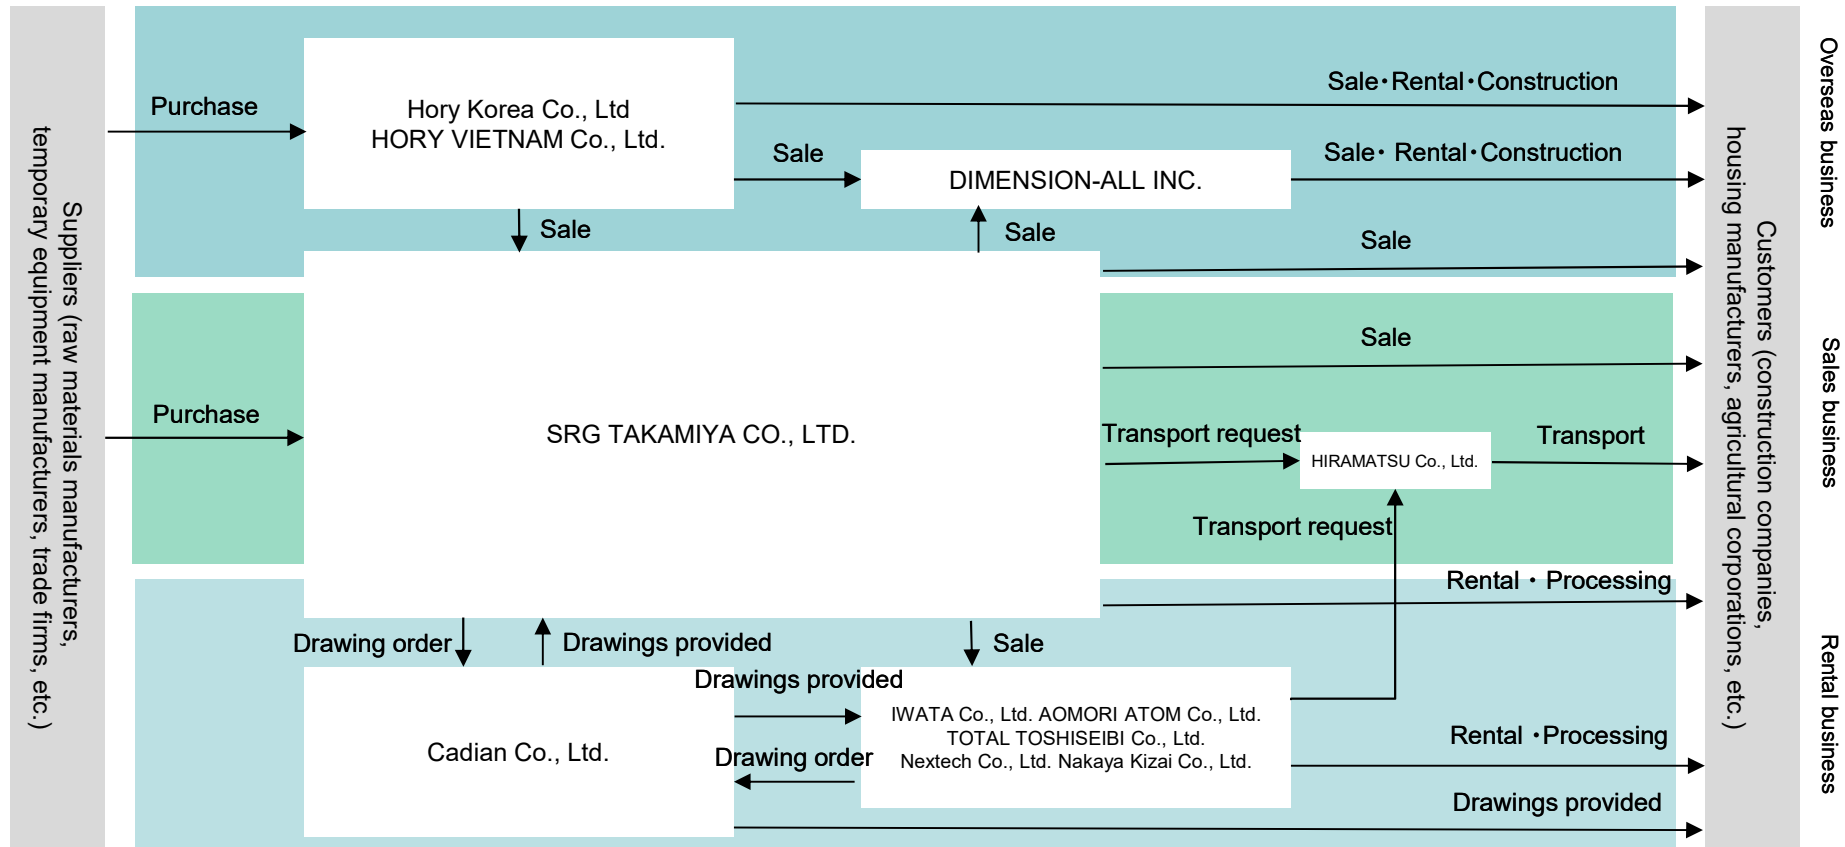 Suppliers (raw materials manufacturers,
temporary equipment manufacturers, trade firms, etc.)
Purchase
Hory Korea Co., Ltd
HORY VIETNAM Co., Ltd.
Sale・Rental・Construction
Sale
DIMENSION-ALL INC.
Sale・ Rental・Construction
Sale
Sale
Sale
Overseas business
Purchase
SRG TAKAMIYA CO., LTD.
Sale
Transport request
HIRAMATSU Co., Ltd.
Transport
Transport request
Sales business
Rental ・ Processing
Drawing order
Drawings provided
Sale
Drawings provided
Cadian Co., Ltd.
Drawing order
IWATA Co., Ltd. AOMORI ATOM Co., Ltd.
TOTAL TOSHISEIBI Co., Ltd.
Nextech Co., Ltd. Nakaya Kizai Co., Ltd.
Rental ・Processing
Drawings provided
Rental business
Customers (construction companies,
housing manufacturers, agricultural corporations, etc.)